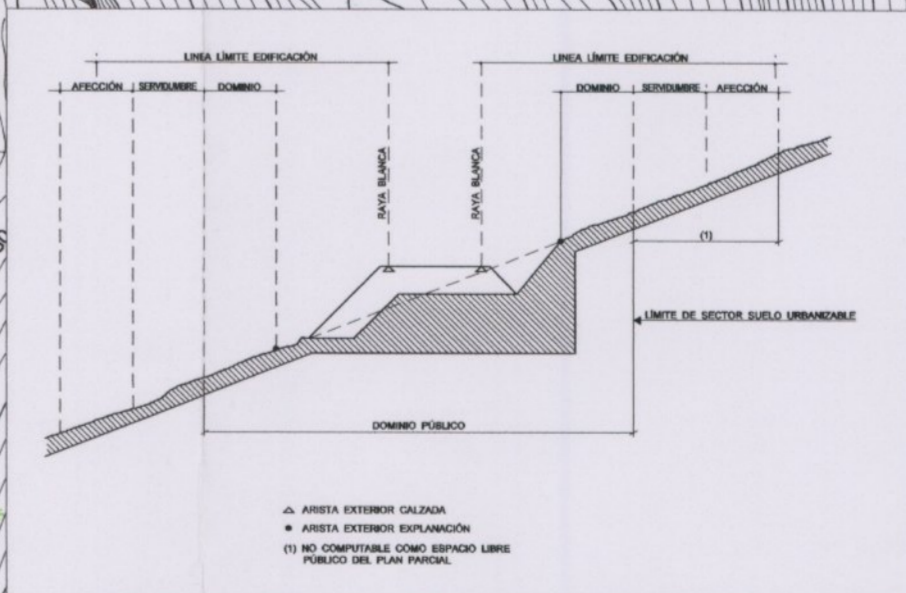 LINEA LÍMITE EDIFICACIÓN LINEA LÍMITE EDIFICACIÓN
AFECCIÓN SERVIDUMBRE DOMINIO DOMINIO SERVIDUMBRE AFECCIÓN
RAYA BLANCA
RAYA BLANCA
(1)
LÍMITE DE SECTOR SUELO URBANIZABLE
DOMINIO PÚBLICO
△ ARISTA EXTERIOR CALZADA
• ARISTA EXTERIOR EXPLANACIÓN
(1) NO COMPUTABLE COMO ESPACIO LIBRE
PÚBLICO DEL PLAN PARCIAL